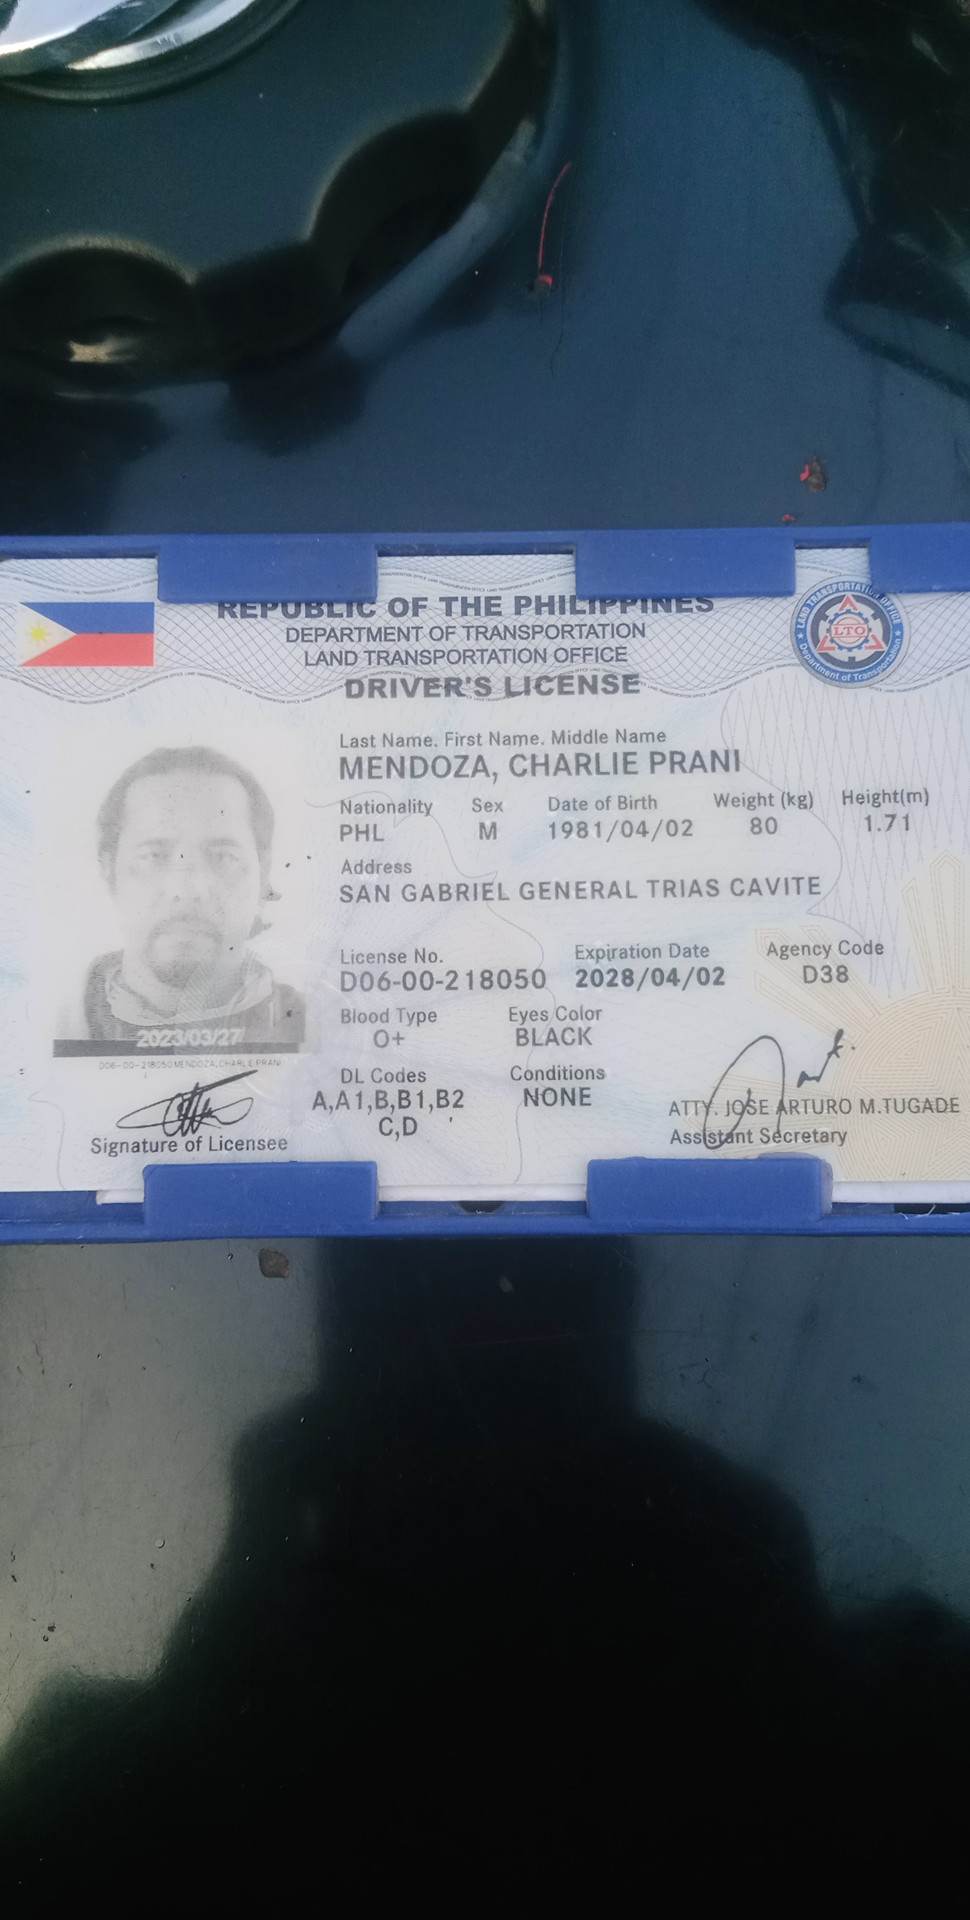 REPUBLIC OF THE PHILIPPINES
DEPARTMENT OF TRANSPORTATION
LAND TRANSPORTATION OFFICE
DRIVER'S LICENSE
LAND TRANSPORTATION OFFICE
LTO
Department of Transportation
Last Name. First Name. Middle Name
MENDOZA, CHARLIE PRANI
Nationality Sex Date of Birth Weight (kg) Height(m)
PHL M 1981/04/02 80 1.71
Address
SAN GABRIEL GENERAL TRIAS CAVITE
License No. Expiration Date Agency Code
D06-00-218050 2028/04/02 D38
Blood Type Eyes Color
O+ BLACK
DL Codes Conditions
A,A1,B,B1,B2 NONE
C,D
2023/03/27
D06-00-218050 MENDOZA, CHARLIE PRANI
Signature of Licensee
ATTY. JOSE ARTURO M.TUGADE
Assistant Secretary